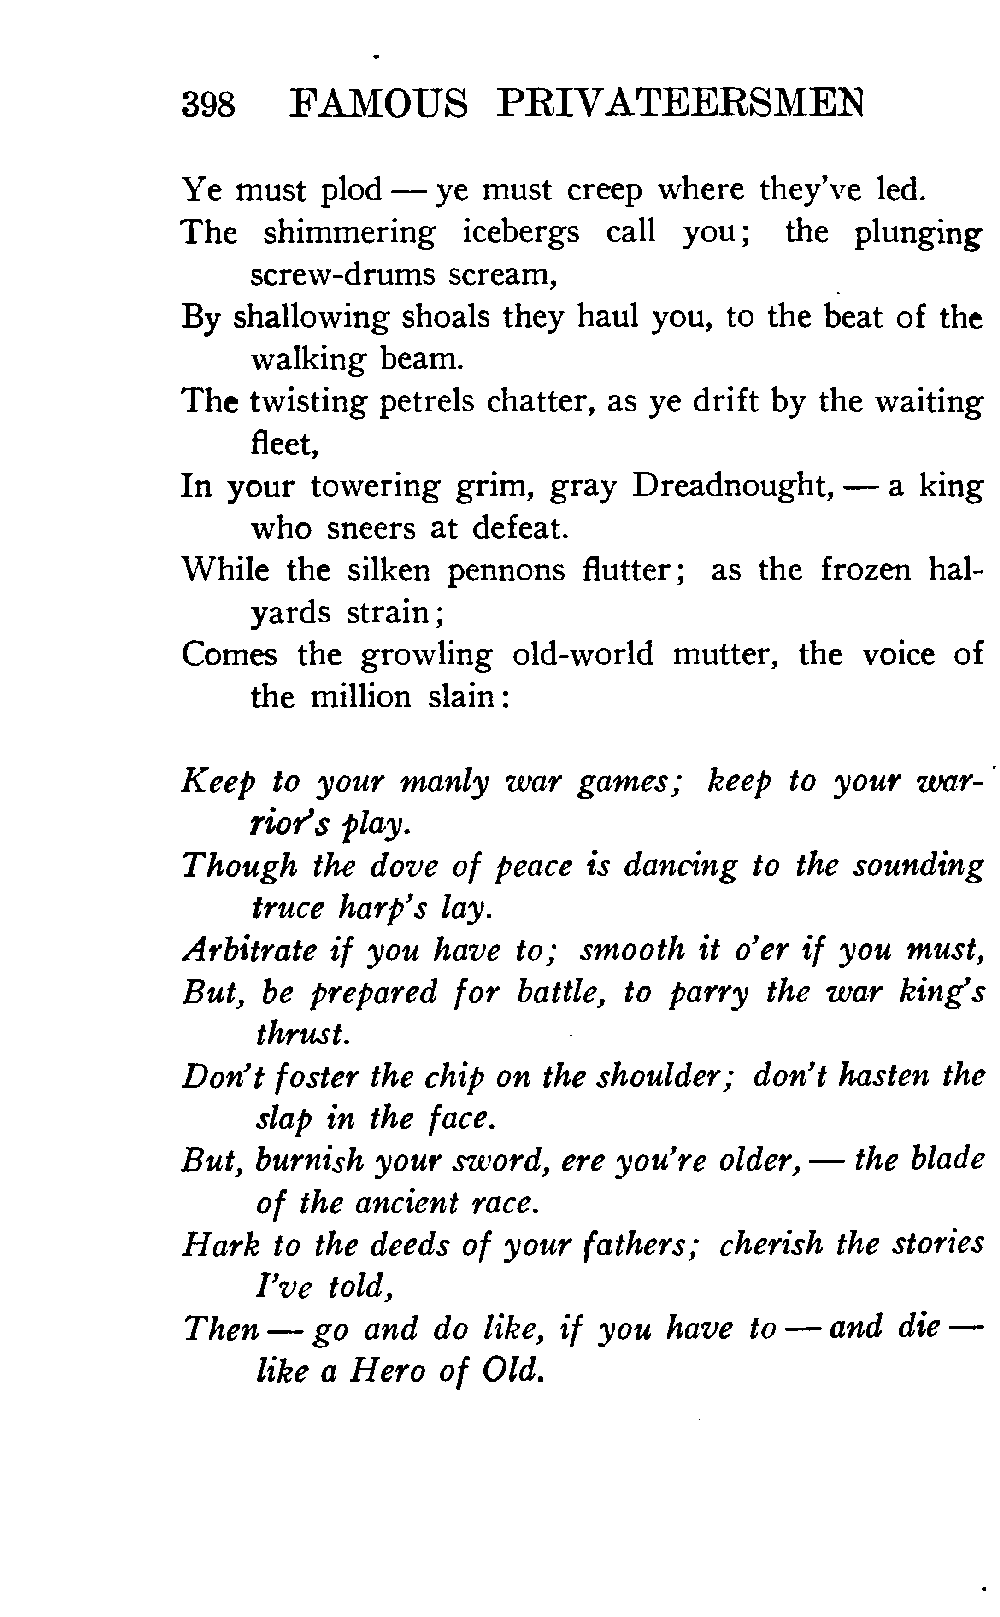 398 FAMOUS PRIVATEERSMEN
Ye must plod — ye must creep where they've led.
The shimmering icebergs call you; the plunging
screw-drums scream,
By shallowing shoals they haul you, to the beat of the
walking beam.
The twisting petrels chatter, as ye drift by the waiting
fleet,
In your towering grim, gray Dreadnought, — a king
who sneers at defeat.
While the silken pennons flutter; as the frozen hal-
yards strain;
Comes the growling old-world mutter, the voice of
the million slain:
Keep to your manly war games; keep to your war-
rior's play.
Though the dove of peace is dancing to the sounding
truce harp's lay.
Arbitrate if you have to; smooth it o'er if you must,
But, be prepared for battle, to parry the war king's
thrust.
Don't foster the chip on the shoulder; don't hasten the
slap in the face.
But, burnish your sword, ere you're older, — the blade
of the ancient race.
Hark to the deeds of your fathers; cherish the stories
I've told,
Then — go and do like, if you have to — and die —
like a Hero of Old.